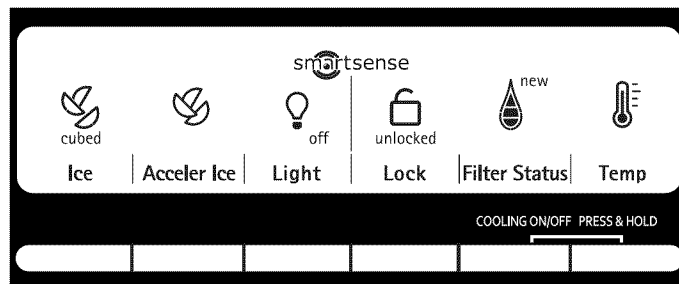 smartsense
new
cubed
off
unlocked
Ice Acceler Ice Light Lock Filter Status Temp
COOLING ON/OFF PRESS & HOLD